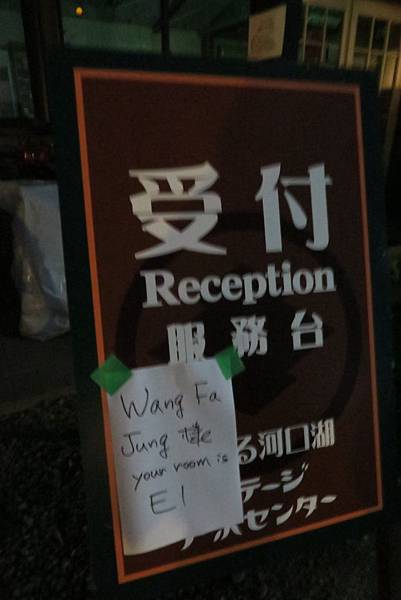 受付
Reception
服務台
Wang Fa
Jung 様
your room is
E1
る河口湖
テージ
センター